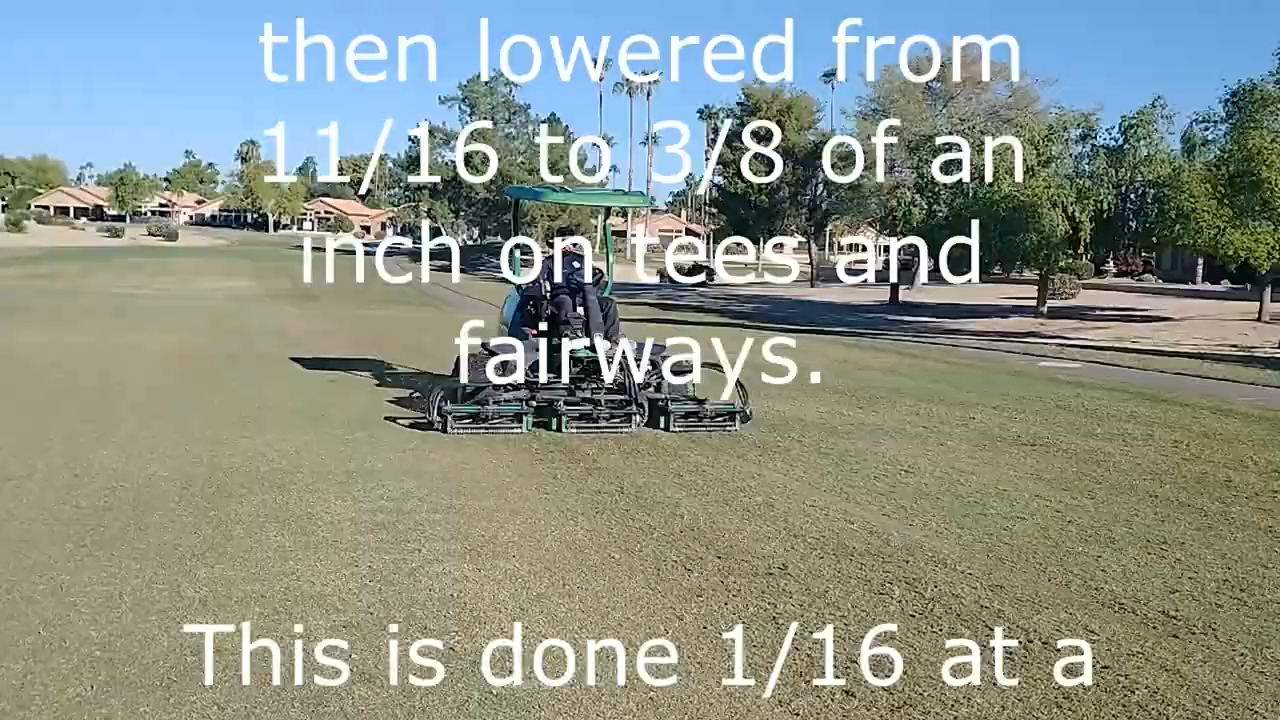 then lowered from
11/16 to 3/8 of an
inch on tees and
fairways.
This is done 1/16 at a